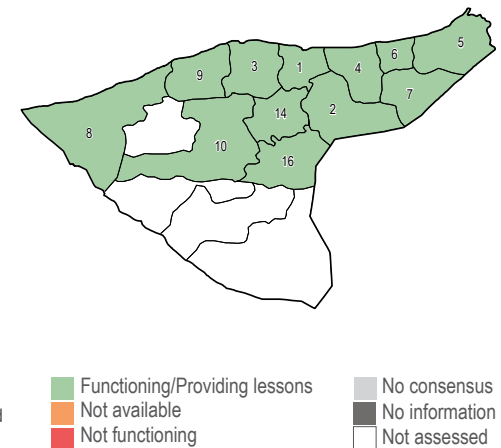 5
6
3
1
4
9
7
14
2
8
10
16
Functioning/Providing lessons
Not available
Not functioning
No consensus
No information
Not assessed